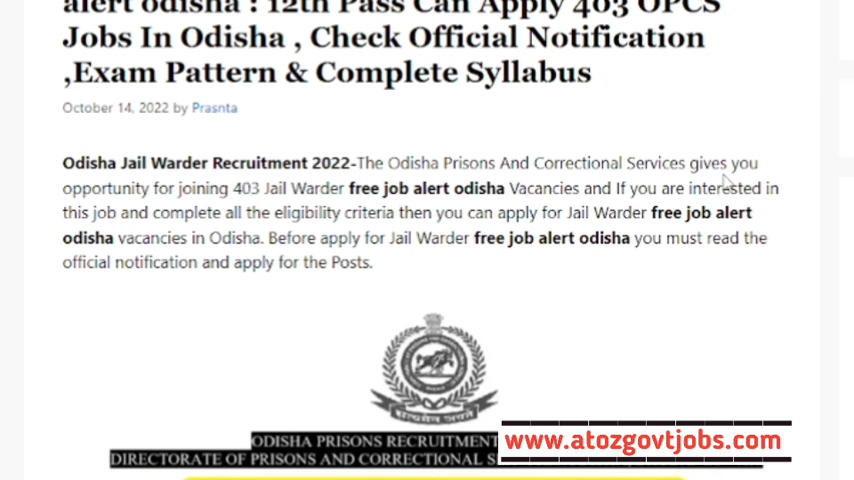 alert odisha : 12th Pass Can Apply 403 OPCS
Jobs In Odisha , Check Official Notification
,Exam Pattern & Complete Syllabus
October 14, 2022 by Prasnta
Odisha Jail Warder Recruitment 2022-The Odisha Prisons And Correctional Services gives you
opportunity for joining 403 Jail Warder free job alert odisha Vacancies and If you are interested in
this job and complete all the eligibility criteria then you can apply for Jail Warder free job alert
odisha vacancies in Odisha. Before apply for Jail Warder free job alert odisha you must read the
official notification and apply for the Posts.
ODISHA PRISONS RECRUITMENT
DIRECTORATE OF PRISONS AND CORRECTIONAL
www.atozgovtjobs.com